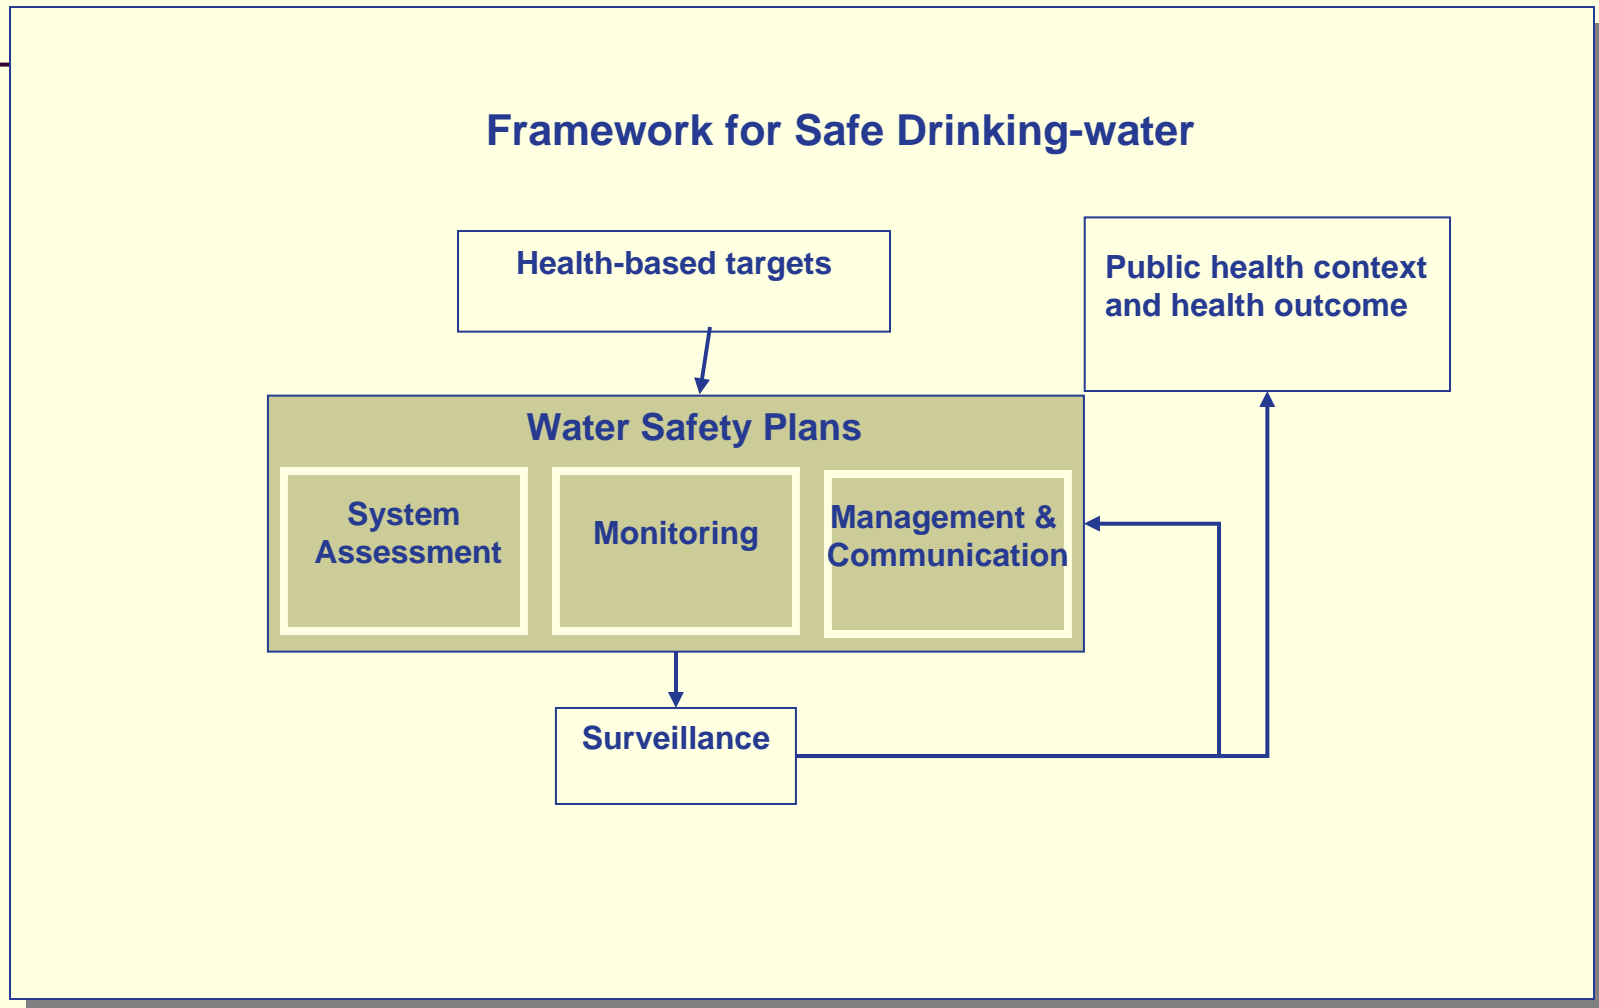 Framework for Safe Drinking-water
Health-based targets
Public health context
and health outcome
Water Safety Plans
System
Assessment
Monitoring
Management &
Communication
Surveillance